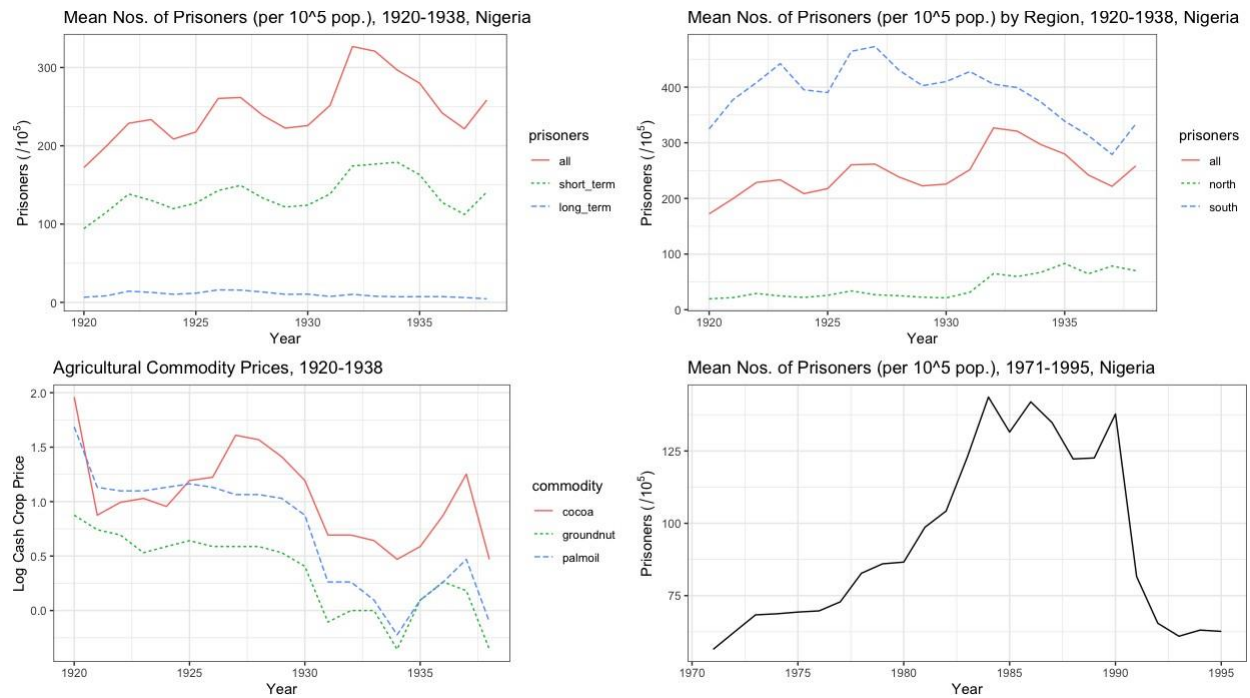 Mean Nos. of Prisoners (per 10^5 pop.), 1920-1938, Nigeria
Prisoners (/10⁵)
300
200
100
0
1920
1925
1930
1935
Year
prisoners
all
short_term
long_term
Mean Nos. of Prisoners (per 10^5 pop.) by Region, 1920-1938, Nigeria
Prisoners (/10⁵)
400
300
200
100
0
1920
1925
1930
1935
Year
prisoners
all
north
south
Agricultural Commodity Prices, 1920-1938
Log Cash Crop Price
2.0
1.5
1.0
0.5
0.0
1920
1925
1930
1935
Year
commodity
cocoa
groundnut
palmoil
Mean Nos. of Prisoners (per 10^5 pop.), 1971-1995, Nigeria
Prisoners (/10⁵)
125
100
75
1970
1975
1980
1985
1990
1995
Year